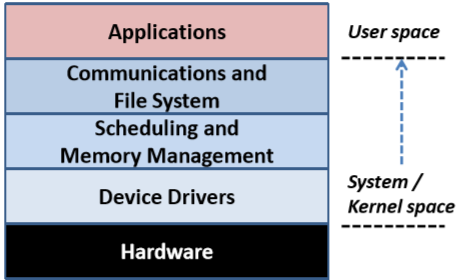 Applications
User space
Communications and
File System
Scheduling and
Memory Management
Device Drivers
System /
Kernel space
Hardware